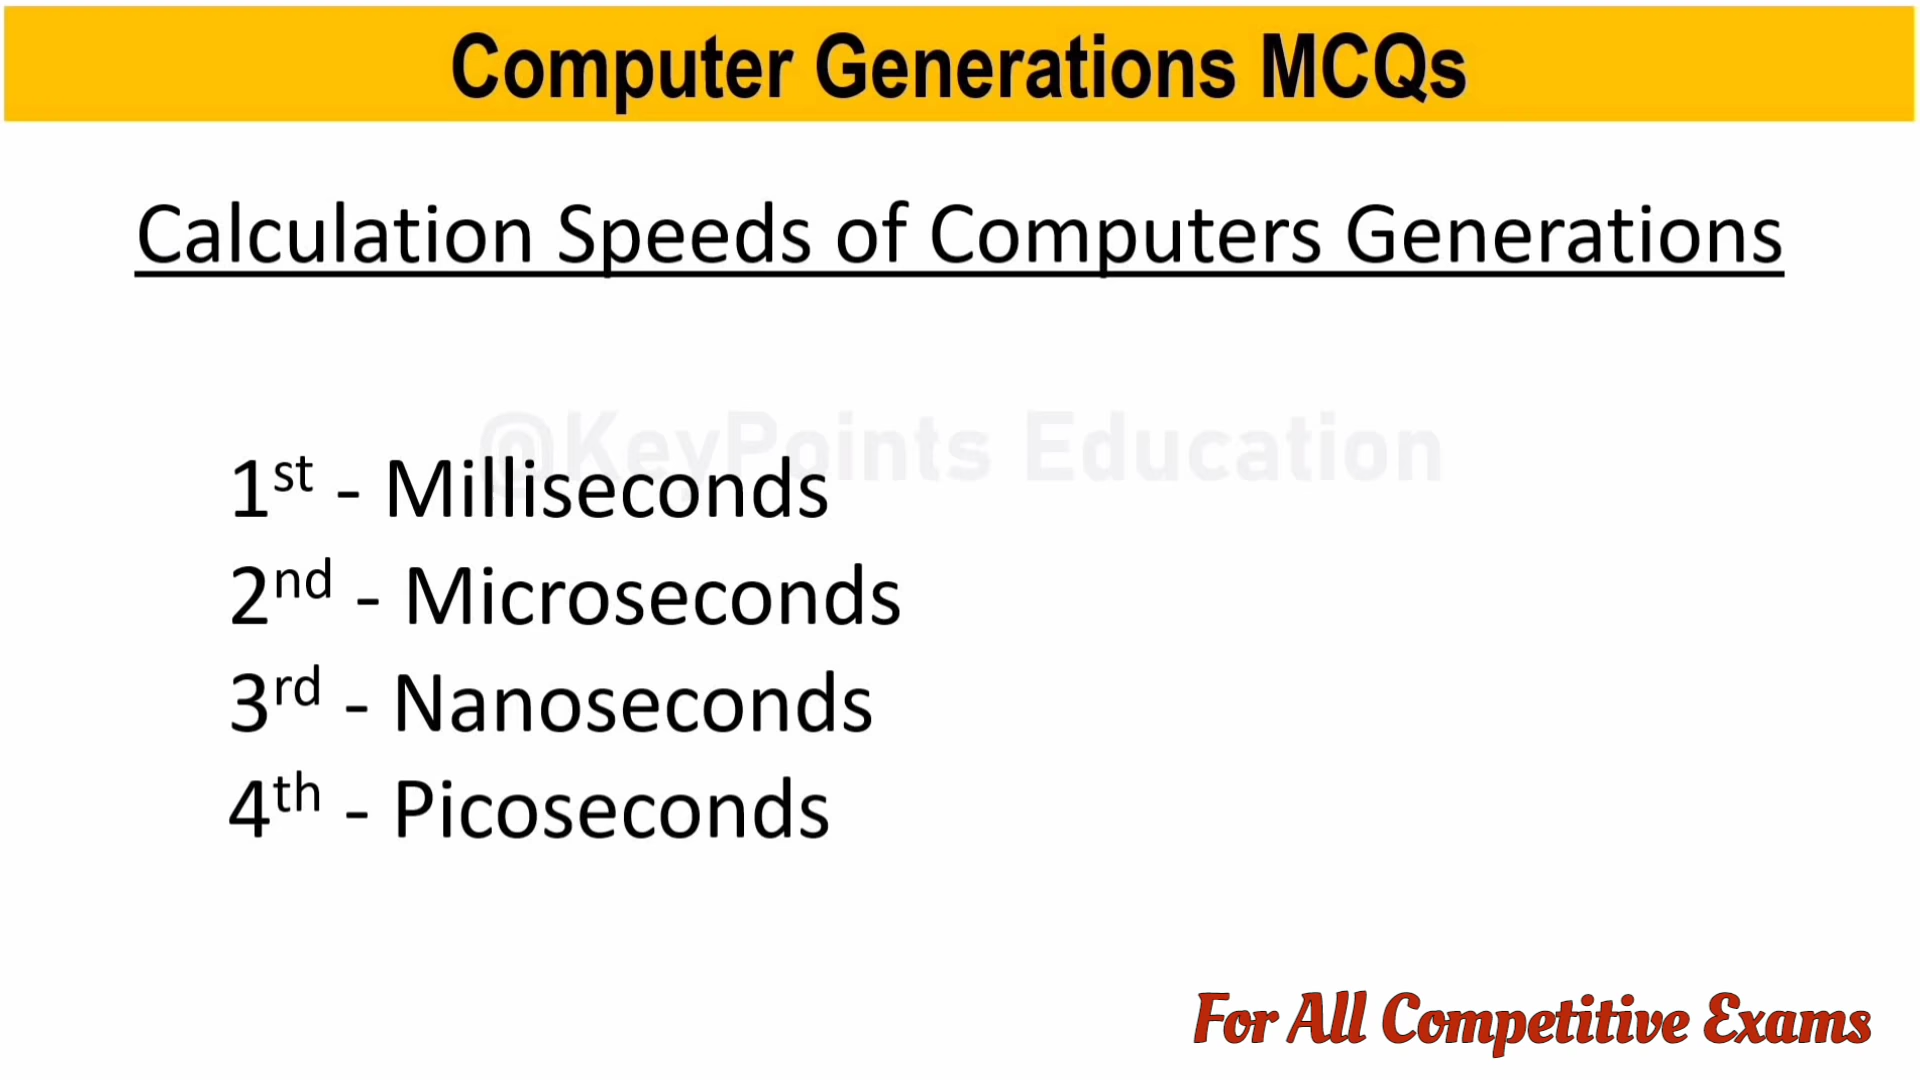 Computer Generations MCQs
Calculation Speeds of Computers Generations
@KeyPoints Education
1st - Milliseconds
2nd - Microseconds
3rd - Nanoseconds
4th - Picoseconds
For All Competitive Exams